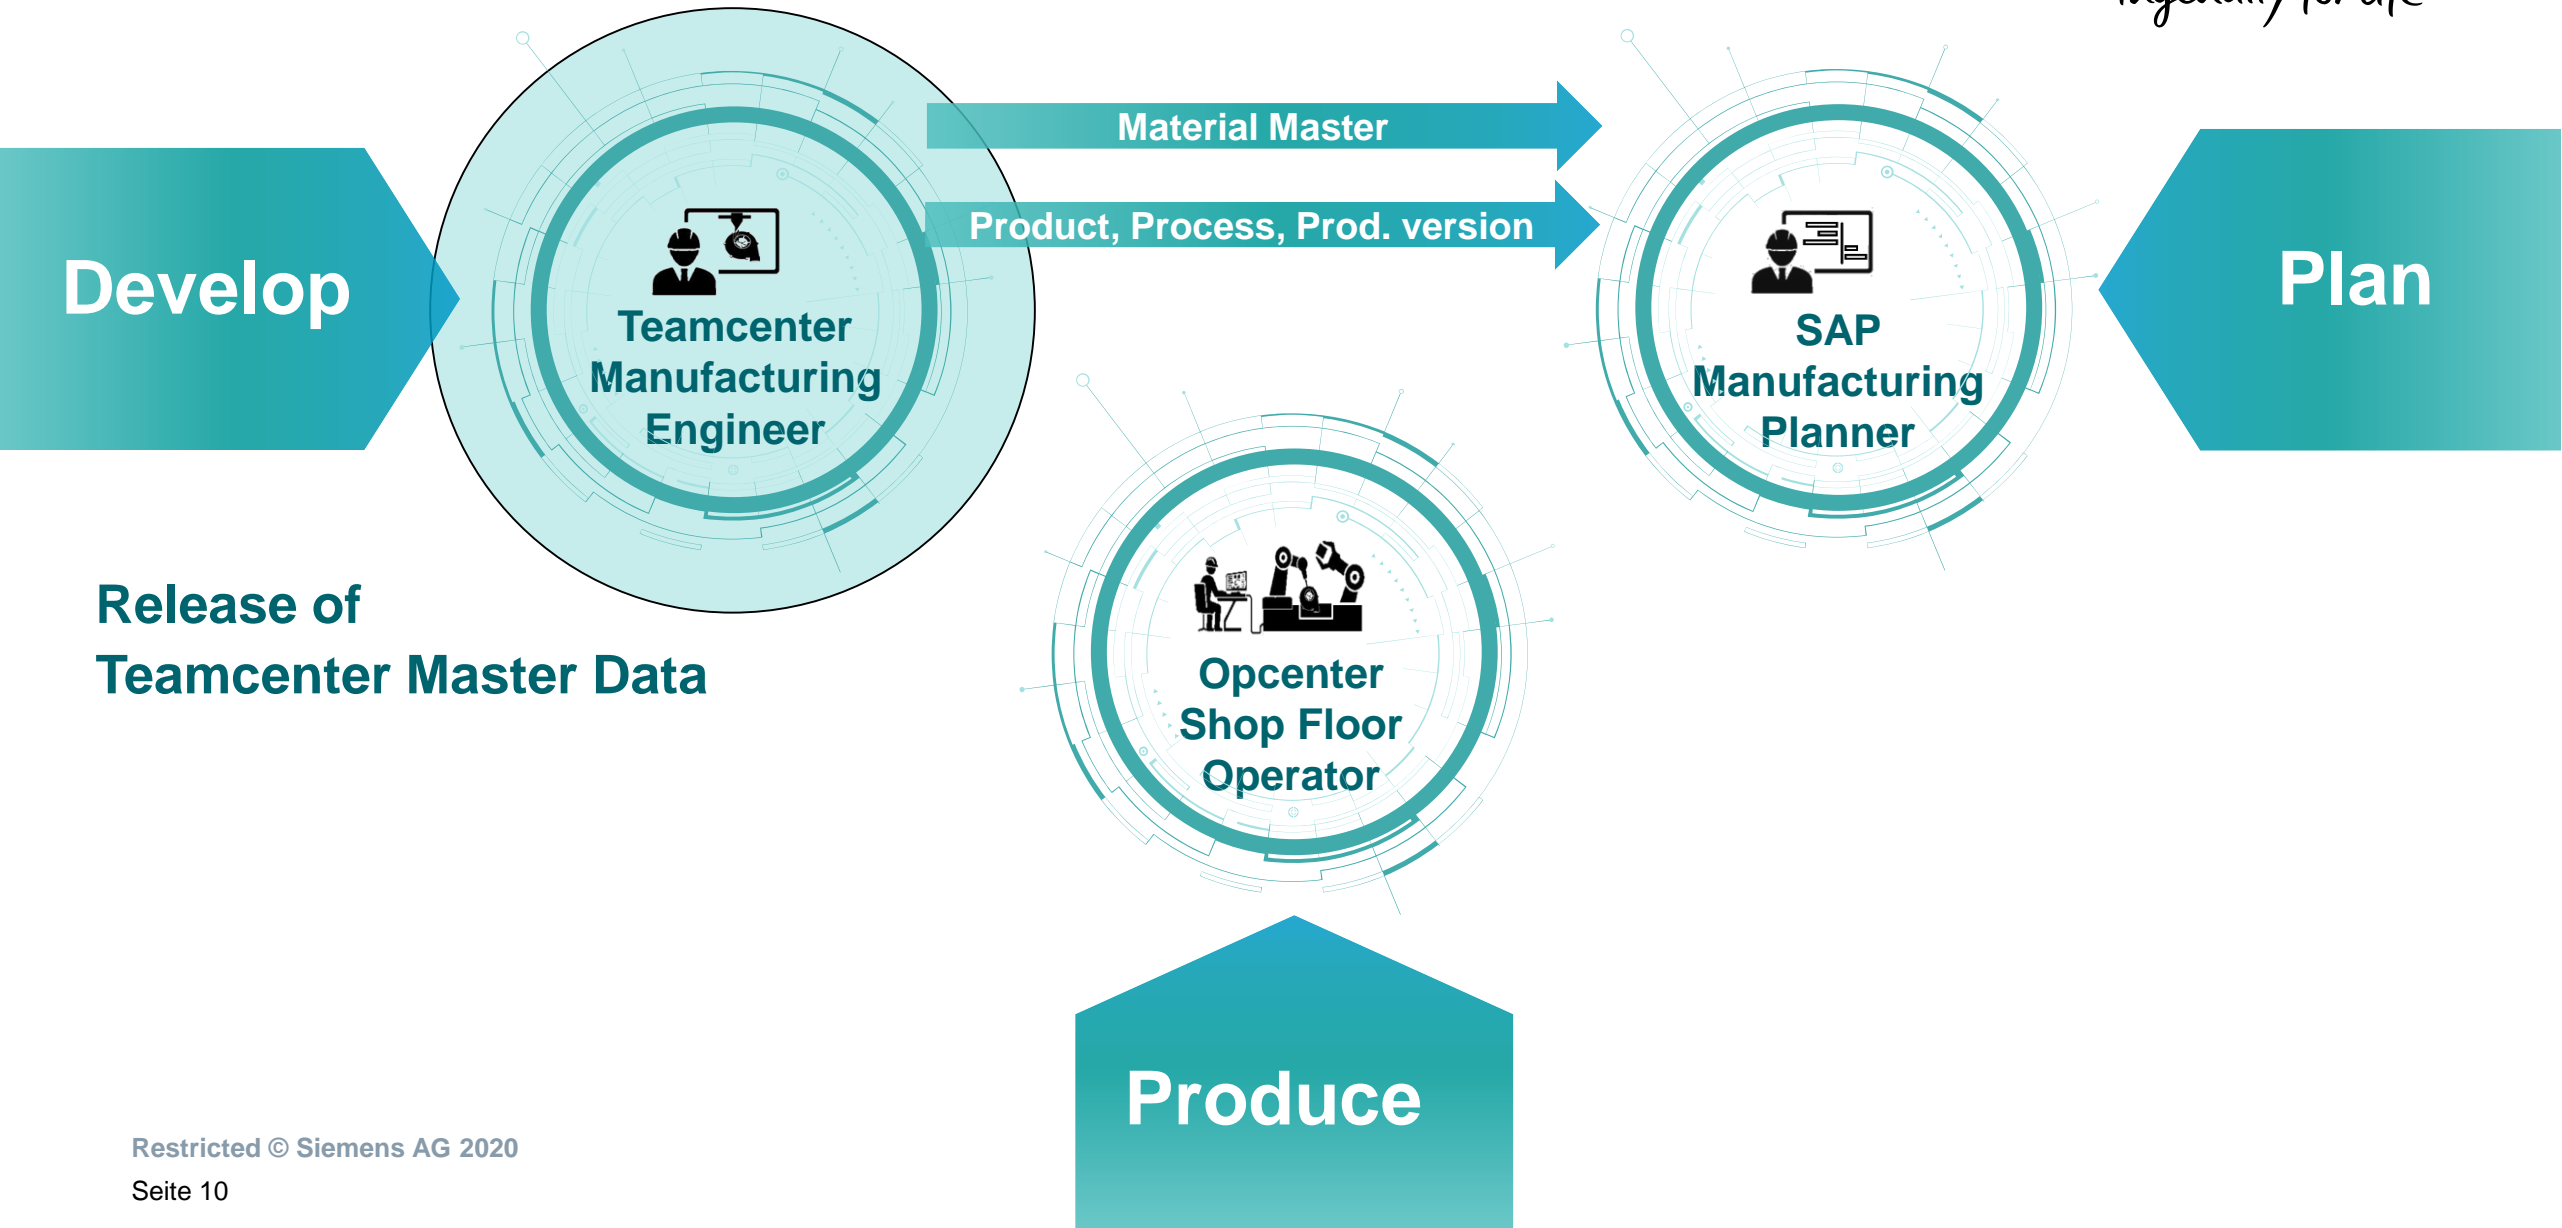 Material Master
Product, Process, Prod. version
Develop
Plan
Teamcenter
Manufacturing
Engineer
SAP
Manufacturing
Planner
Release of
Teamcenter Master Data
Opcenter
Shop Floor
Operator
Produce
Restricted © Siemens AG 2020
Seite 10